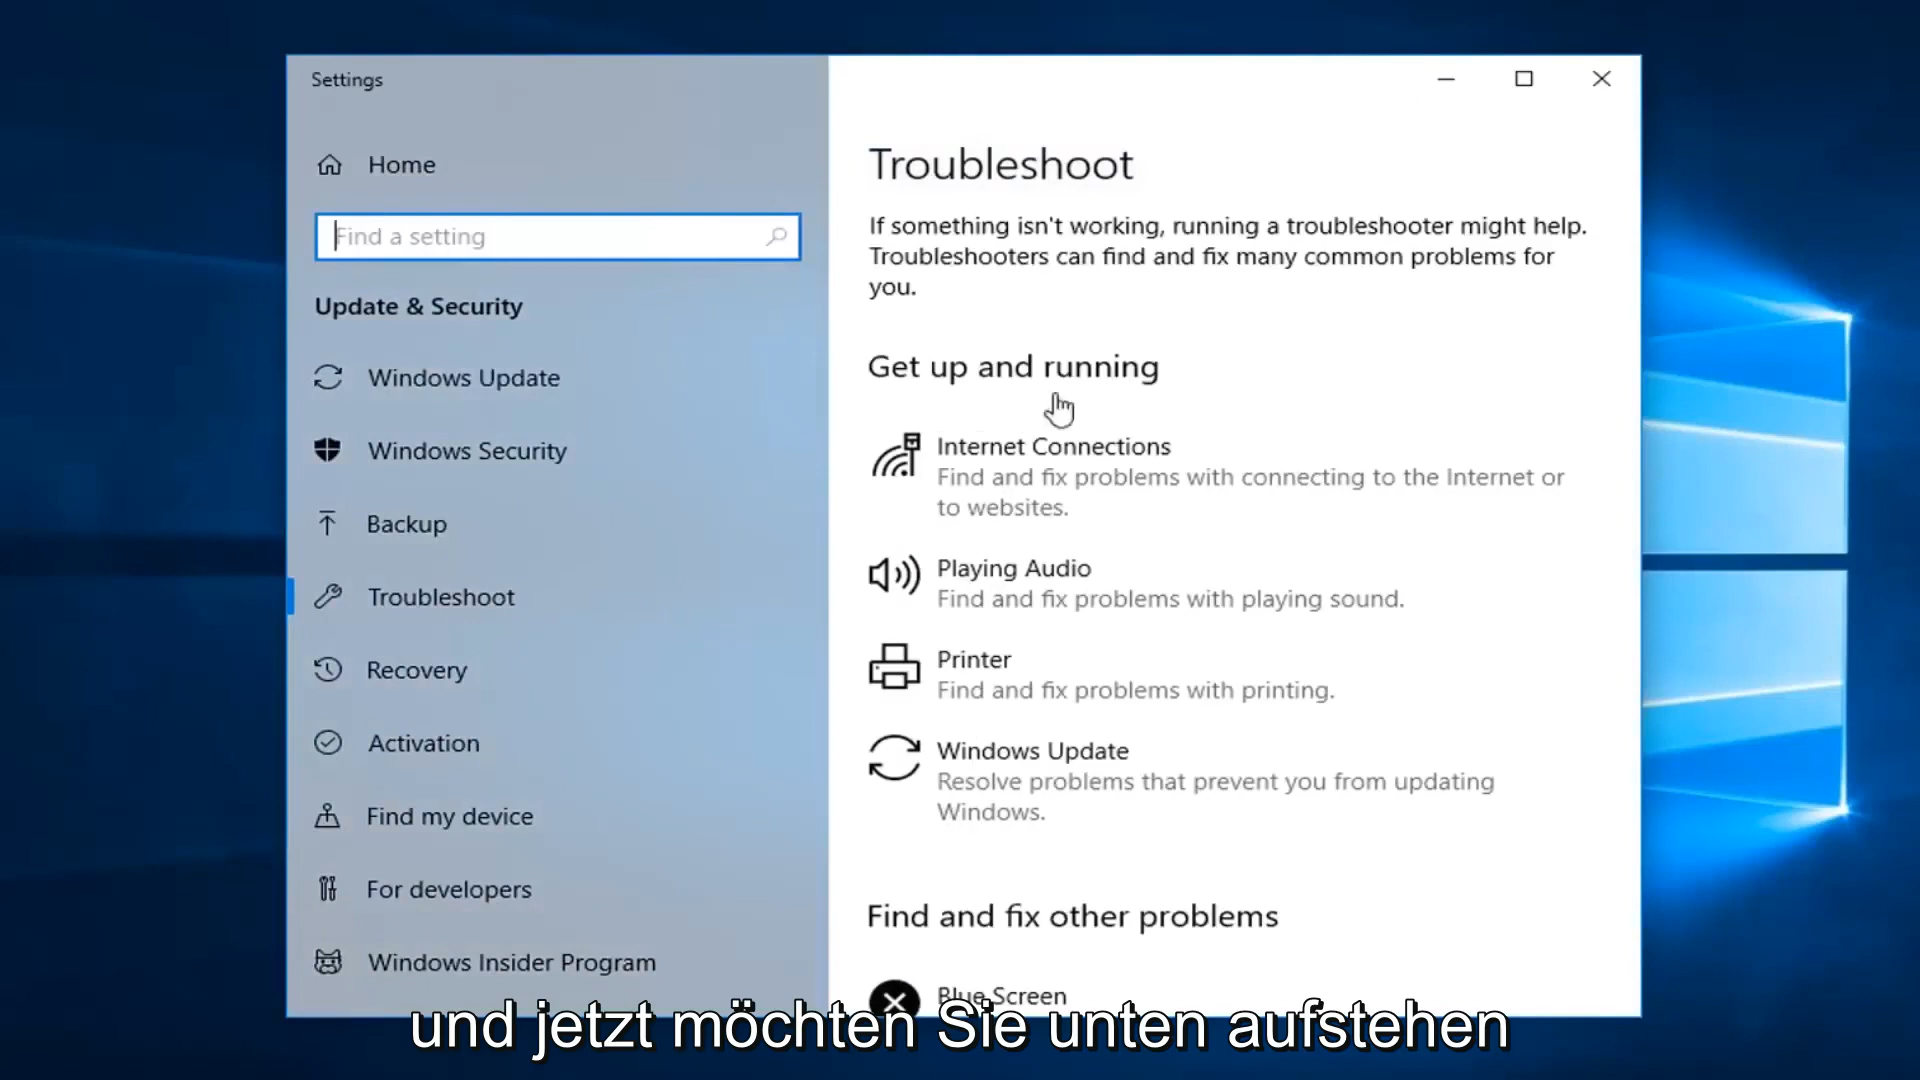 Settings
Home
Find a setting
Update & Security
Windows Update
Windows Security
Backup
Troubleshoot
Recovery
Activation
Find my device
For developers
Windows Insider Program
Troubleshoot
If something isn't working, running a troubleshooter might help.
Troubleshooters can find and fix many common problems for
you.
Get up and running
Internet Connections
Find and fix problems with connecting to the Internet or
to websites.
Playing Audio
Find and fix problems with playing sound.
Printer
Find and fix problems with printing.
Windows Update
Resolve problems that prevent you from updating
Windows.
Find and fix other problems
Blue Screen
und jetzt möchten Sie unten aufstehen